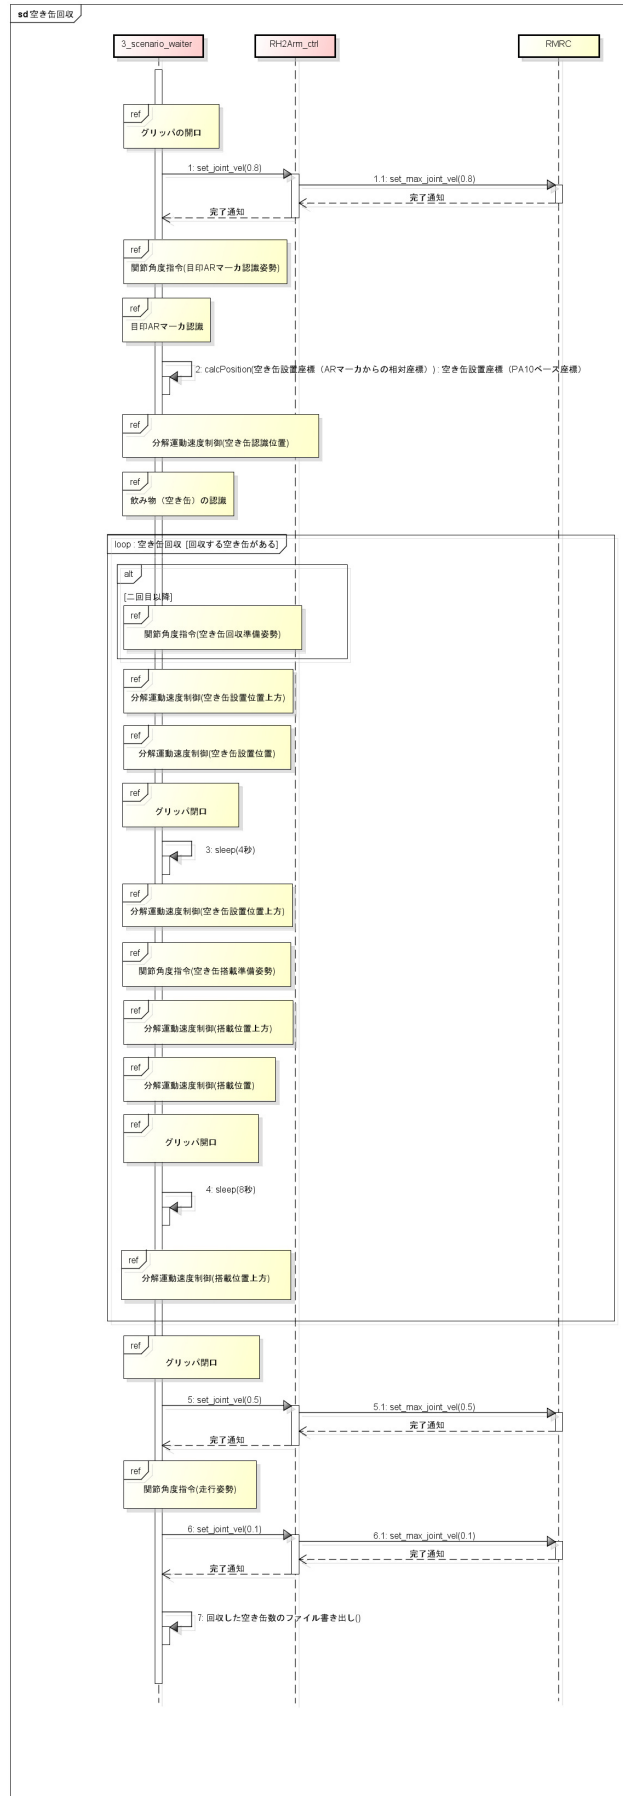 sd 空き缶回収
3_scenario_waiter
RH2Arm_ctrl
RMRC
ref
グリッパの開口
1: set_joint_vel(0.8)
1.1: set_max_joint_vel(0.8)
完了通知
完了通知
ref
関節角度指令(目印ARマーカ認識姿勢)
ref
目印ARマーカ認識
2: calcPosition(空き缶設置座標（ARマーカからの相対座標）) : 空き缶設置座標（PA10ベース座標）
ref
分解運動速度制御(空き缶認識位置)
ref
飲み物（空き缶）の認識
loop : 空き缶回収 [回収する空き缶がある]
alt
[二回目以降]
ref
関節角度指令(空き缶回収準備姿勢)
ref
分解運動速度制御(空き缶設置位置上方)
ref
分解運動速度制御(空き缶設置位置)
ref
グリッパ閉口
3: sleep(4秒)
ref
分解運動速度制御(空き缶設置位置上方)
ref
関節角度指令(空き缶搭載準備姿勢)
ref
分解運動速度制御(搭載位置上方)
ref
分解運動速度制御(搭載位置)
ref
グリッパ開口
4: sleep(8秒)
ref
分解運動速度制御(搭載位置上方)
ref
グリッパ閉口
5: set_joint_vel(0.5)
5.1: set_max_joint_vel(0.5)
完了通知
完了通知
ref
関節角度指令(走行姿勢)
6: set_joint_vel(0.1)
6.1: set_max_joint_vel(0.1)
完了通知
完了通知
7: 回収した空き缶数のファイル書き出し()